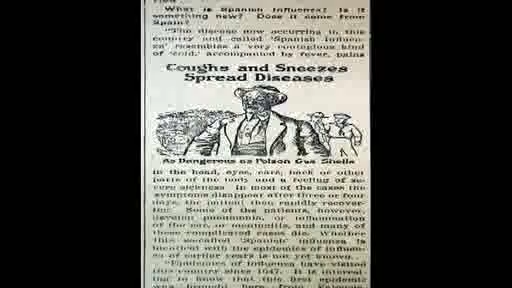 What is Spanish Influenza? Is it
something new? Does it come from
Spain?
"The disease now occurring in this
country and called 'Spanish Influen-
za' resembles a very contagious kind
of 'cold,' accompanied by fever, pains
Coughs and Sneezes
Spread Diseases
As Dangerous as Poison Gas Shells
in the head, eyes, ears, back or other
parts of the body and a feeling of se-
vere sickness. In most of the cases the
symptoms disappear after three or four
days, the patient then rapidly recover-
ing. Some of the patients, however,
develop pneumonia, or inflammation
of the ear, or meningitis, and many of
these complicated cases die. Whether
this so-called 'Spanish' influenza is
identical with the epidemics of influen-
za of earlier years is not yet known.
"Epidemics of influenza have visited
this country since 1647. It is interest-
ing to know that this first epidemic
was brought here from